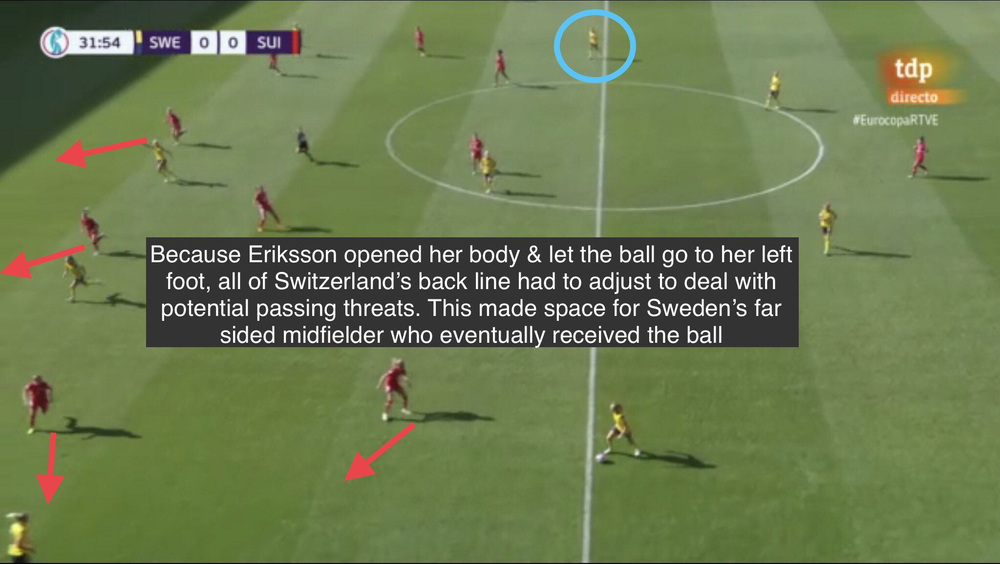 31:54 SWE 0 0 SUI
tdp
directo
#EurocopaRTVE
Because Eriksson opened her body & let the ball go to her left
foot, all of Switzerland’s back line had to adjust to deal with
potential passing threats. This made space for Sweden’s far
sided midfielder who eventually received the ball